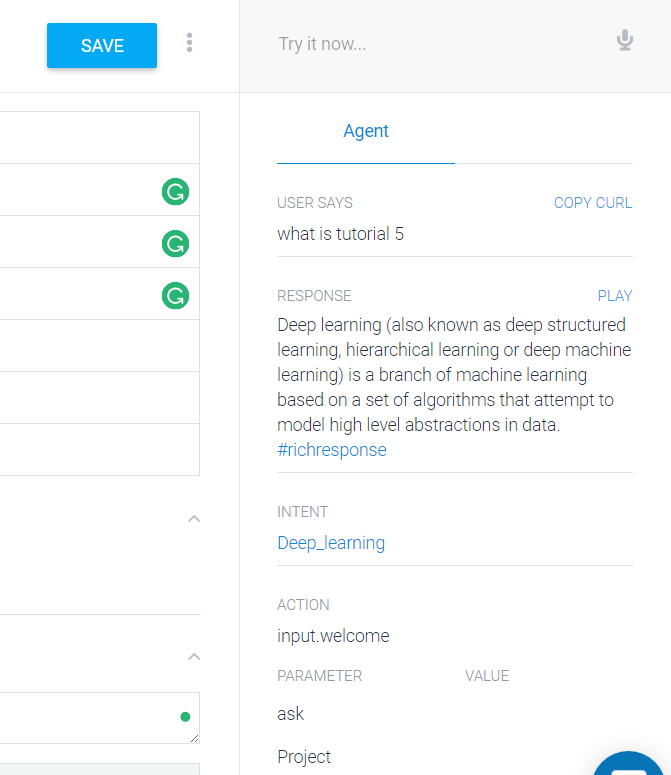 SAVE
Try it now...
Agent
USER SAYS COPY CURL
what is tutorial 5
RESPONSE PLAY
Deep learning (also known as deep structured
learning, hierarchical learning or deep machine
learning) is a branch of machine learning
based on a set of algorithms that attempt to
model high level abstractions in data.
#richresponse
INTENT
Deep_learning
ACTION
input.welcome
PARAMETER VALUE
ask
Project